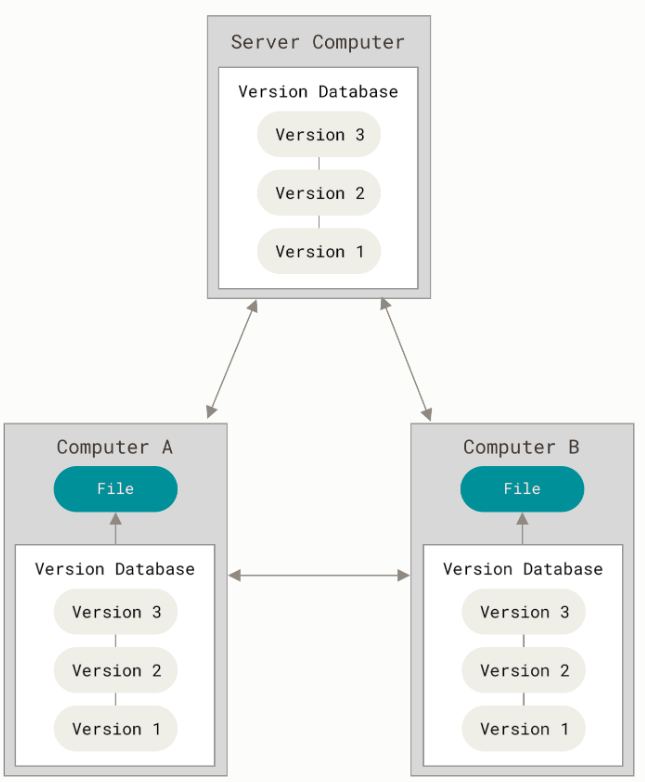 Server Computer
Version Database
Version 3
Version 2
Version 1
Computer A
File
Version Database
Version 3
Version 2
Version 1
Computer B
File
Version Database
Version 3
Version 2
Version 1